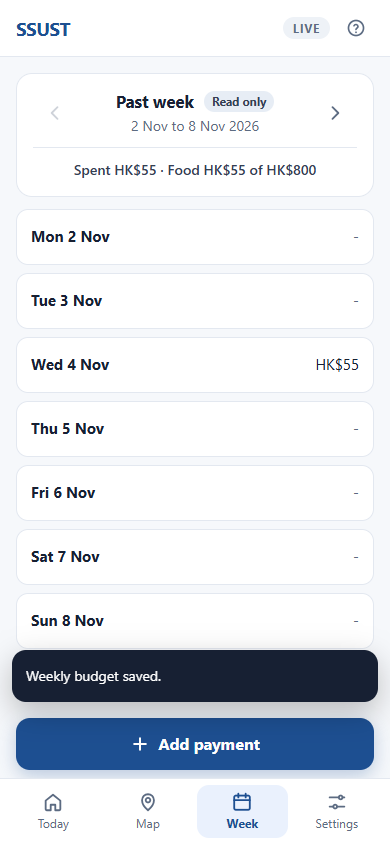 SSUST
LIVE
Past week
Read only
2 Nov to 8 Nov 2026
Spent HK$55 · Food HK$55 of HK$800
Mon 2 Nov -
Tue 3 Nov -
Wed 4 Nov HK$55
Thu 5 Nov -
Fri 6 Nov -
Sat 7 Nov -
Sun 8 Nov -
Weekly budget saved.
Add payment
Today Map Week Settings